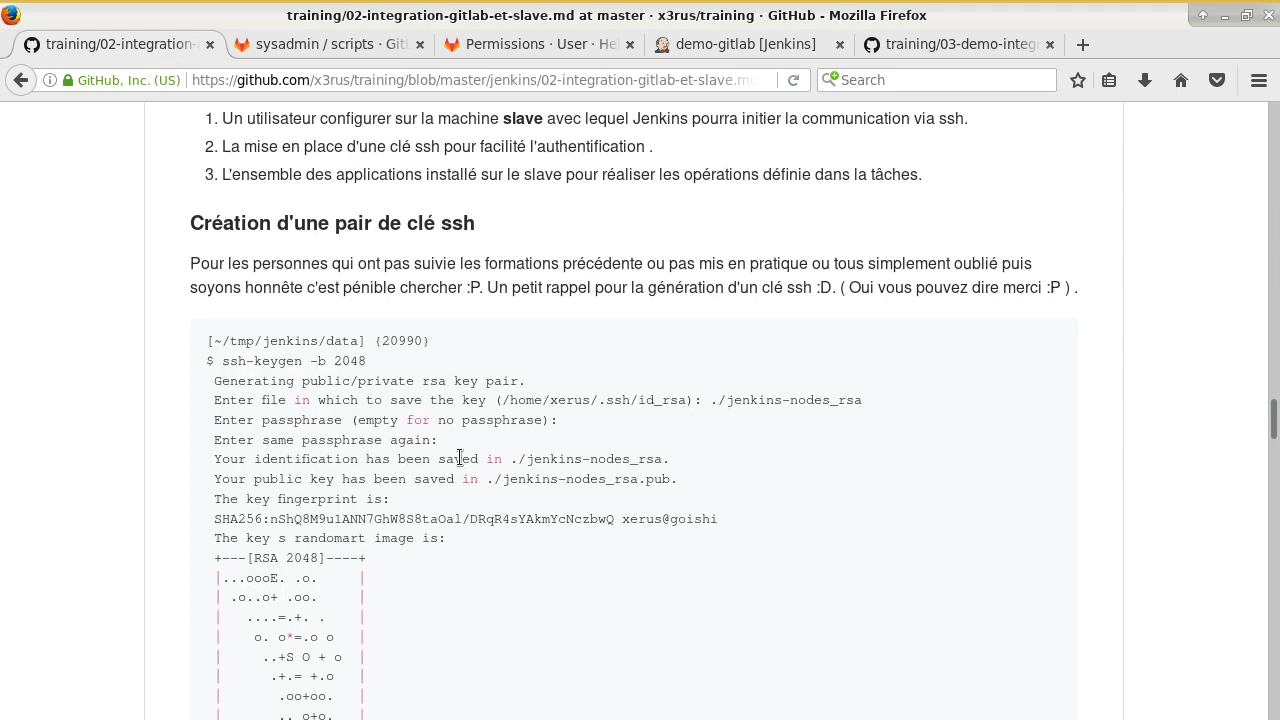 training/02-integration-gitlab-et-slave.md at master · x3rus/training · GitHub - Mozilla Firefox
training/02-integration-
sysadmin / scripts · GitL
Permissions · User · Hel
demo-gitlab [Jenkins]
training/03-demo-integ
GitHub, Inc. (US)
https://github.com/x3rus/training/blob/master/jenkins/02-integration-gitlab-et-slave.md
Search
1. Un utilisateur configurer sur la machine slave avec lequel Jenkins pourra initier la communication via ssh.
2. La mise en place d'une clé ssh pour facilité l'authentification .
3. L'ensemble des applications installé sur le slave pour réaliser les opérations définie dans la tâches.
Création d'une pair de clé ssh
Pour les personnes qui ont pas suivie les formations précédente ou pas mis en pratique ou tous simplement oublié puis
soyons honnête c'est pénible chercher :P. Un petit rappel pour la génération d'un clé ssh :D. ( Oui vous pouvez dire merci :P ) .
[~/tmp/jenkins/data] {20990}
$ ssh-keygen -b 2048
Generating public/private rsa key pair.
Enter file in which to save the key (/home/xerus/.ssh/id_rsa): ./jenkins-nodes_rsa
Enter passphrase (empty for no passphrase):
Enter same passphrase again:
Your identification has been saved in ./jenkins-nodes_rsa.
Your public key has been saved in ./jenkins-nodes_rsa.pub.
The key fingerprint is:
SHA256:nShQ8M9u1ANN7GhW8S8taOal/DRqR4sYAkmYcNczbwQ xerus@goishi
The key s randomart image is:
+---[RSA 2048]----+
|...oooE. .o.     |
| .o..o+ .oo.     |
|   ....=.+. .    |
|    o. o*=.o o   |
|     ..+S O + o  |
|      .+.= +.o   |
|       .oo+oo.   |
|       .. o+o.   |